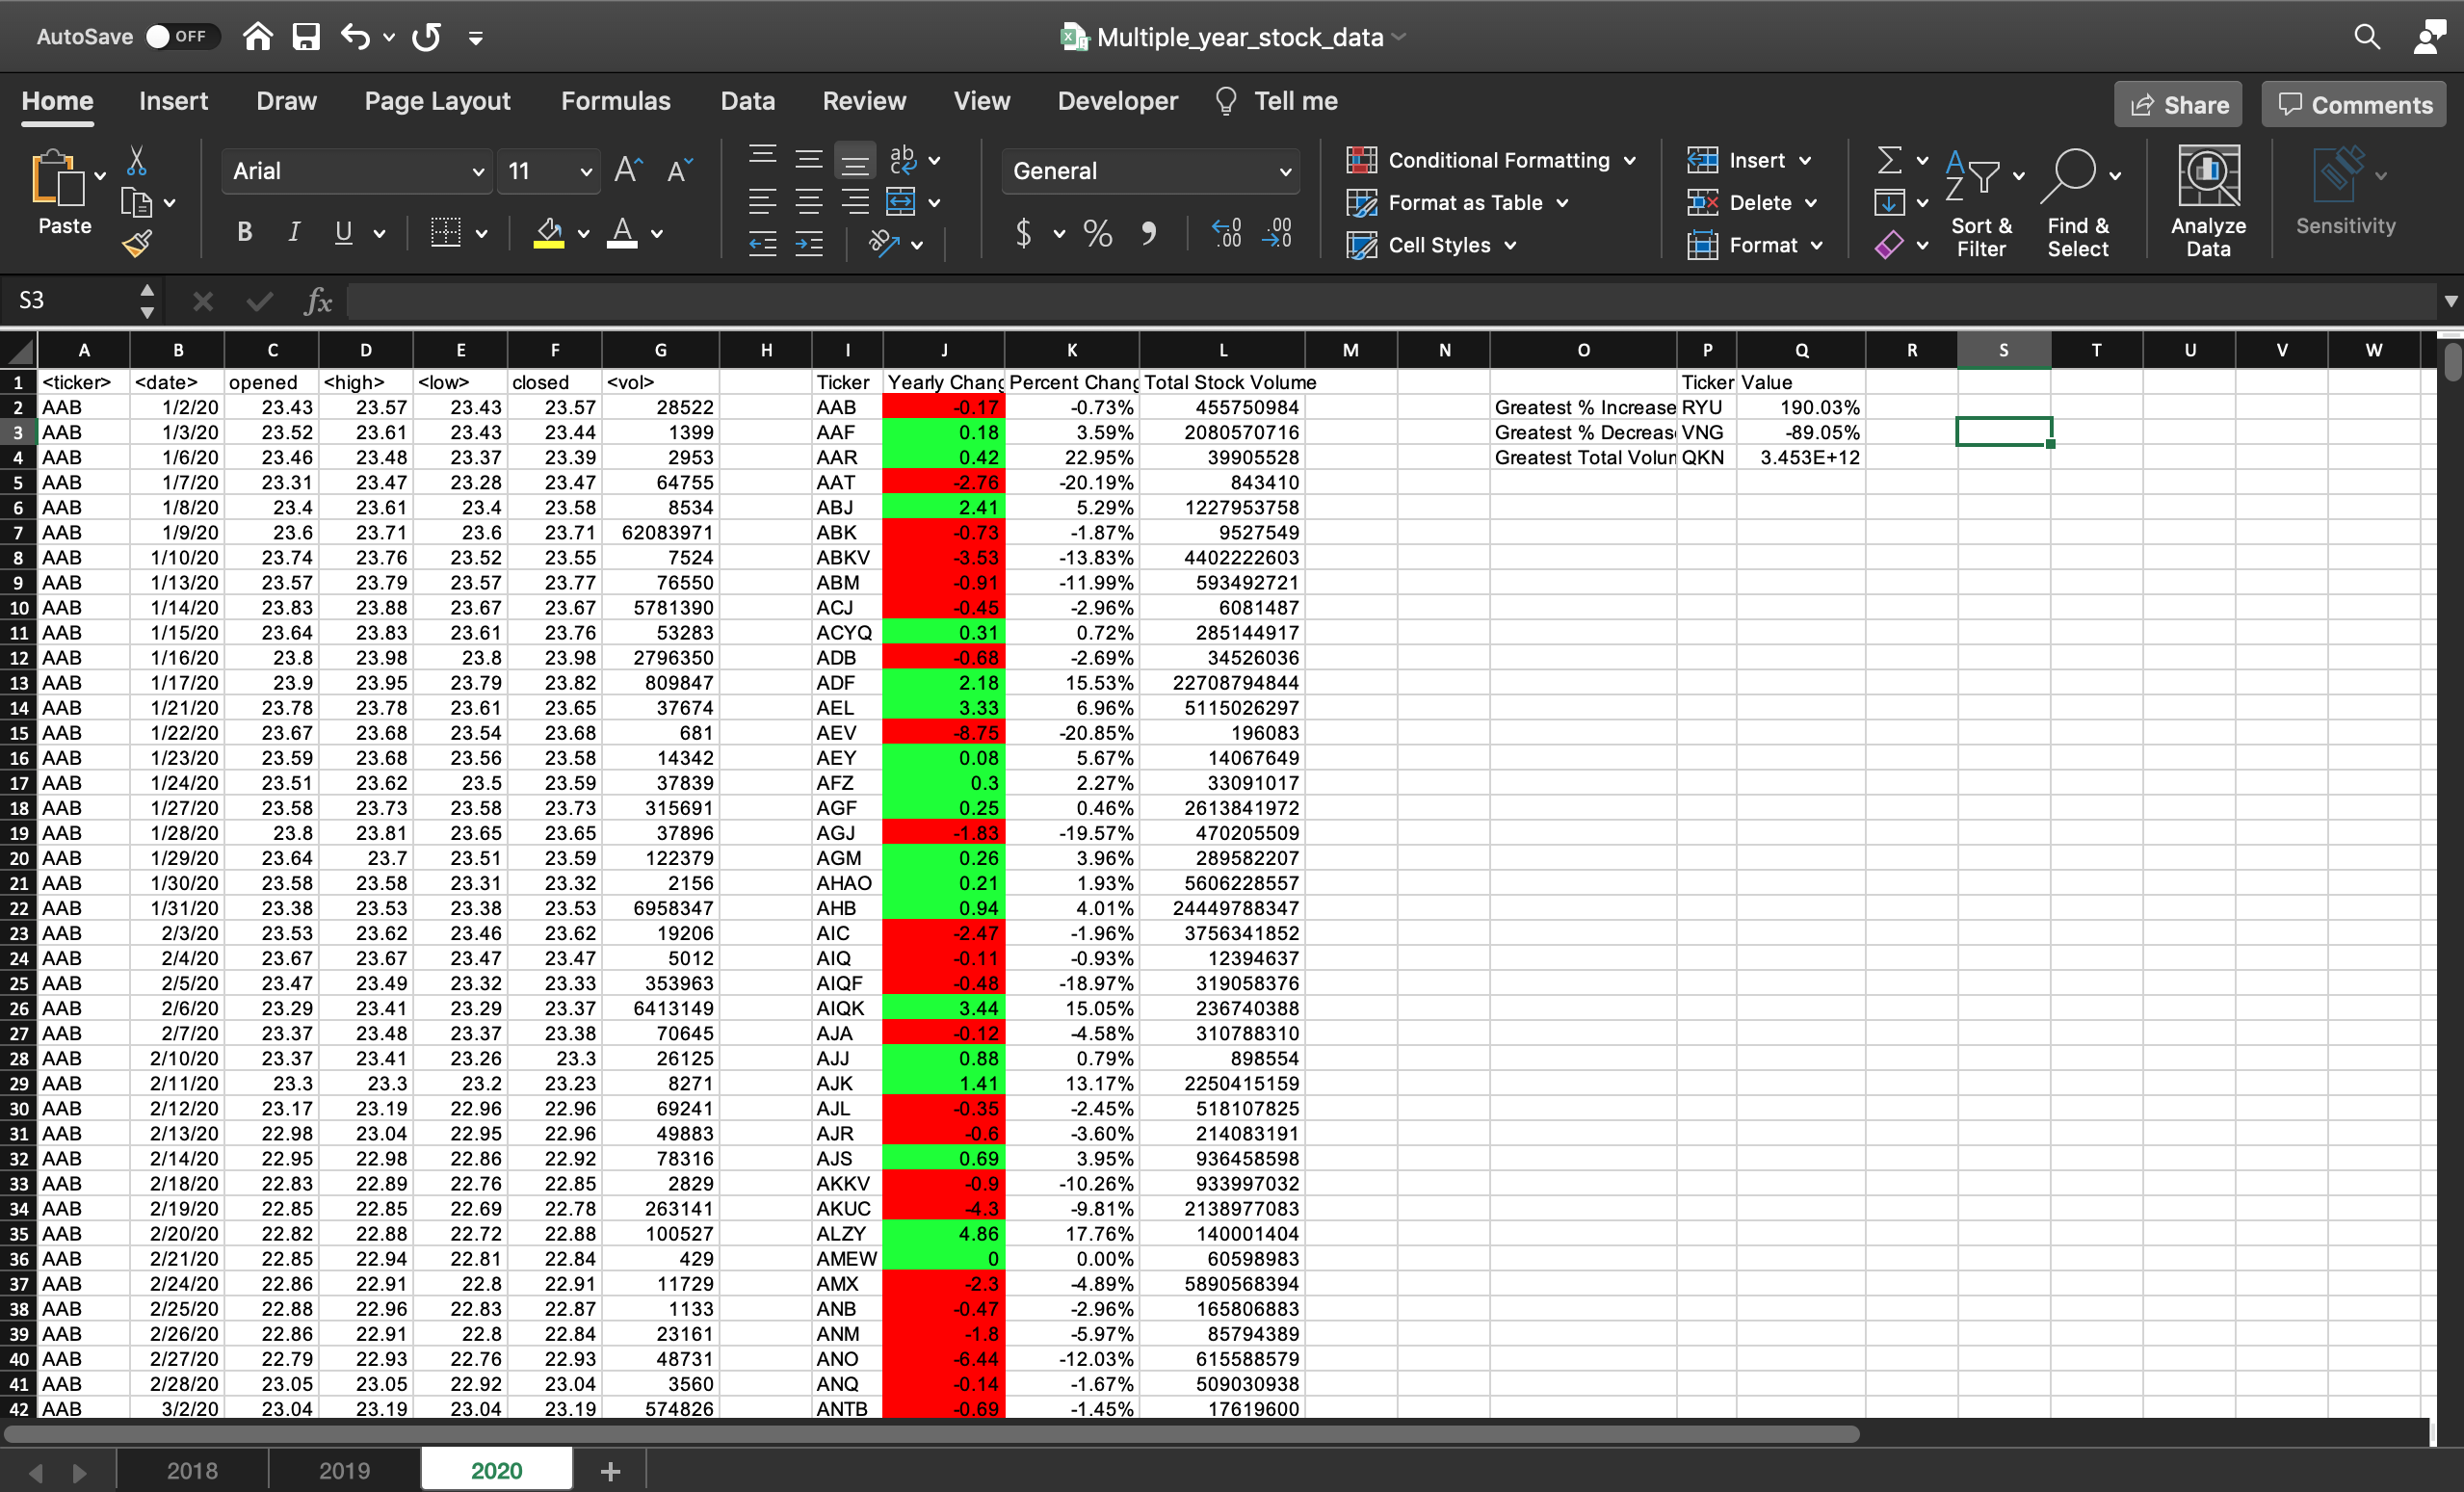 AutoSave OFF Multiple_year_stock_data
Home Insert Draw Page Layout Formulas Data Review View Developer Tell me Share Comments
Paste Arial 11 General Conditional Formatting Format as Table Cell Styles Insert Delete Format Sort & Filter Find & Select Analyze Data Sensitivity
S3 fx
A B C D E F G H I J K L M N O P Q R S T U V W
1 <ticker> <date> opened <high> <low> closed <vol> Ticker Yearly Chang Percent Chang Total Stock Volume Ticker Value
2 AAB 1/2/20 23.43 23.57 23.43 23.57 28522 AAB -0.17 -0.73% 455750984 Greatest % Increase RYU 190.03%
3 AAB 1/3/20 23.52 23.61 23.43 23.44 1399 AAF 0.18 3.59% 2080570716 Greatest % Decreas VNG -89.05%
4 AAB 1/6/20 23.46 23.48 23.37 23.39 2953 AAR 0.42 22.95% 39905528 Greatest Total Volun QKN 3.453E+12
5 AAB 1/7/20 23.31 23.47 23.28 23.47 64755 AAT -2.76 -20.19% 843410
6 AAB 1/8/20 23.4 23.61 23.4 23.58 8534 ABJ 2.41 5.29% 1227953758
7 AAB 1/9/20 23.6 23.71 23.6 23.71 62083971 ABK -0.73 -1.87% 9527549
8 AAB 1/10/20 23.74 23.76 23.52 23.55 7524 ABKV -3.53 -13.83% 4402222603
9 AAB 1/13/20 23.57 23.79 23.57 23.77 76550 ABM -0.91 -11.99% 593492721
10 AAB 1/14/20 23.83 23.88 23.67 23.67 5781390 ACJ -0.45 -2.96% 6081487
11 AAB 1/15/20 23.64 23.83 23.61 23.76 53283 ACYQ 0.31 0.72% 285144917
12 AAB 1/16/20 23.8 23.98 23.8 23.98 2796350 ADB -0.68 -2.69% 34526036
13 AAB 1/17/20 23.9 23.95 23.79 23.82 809847 ADF 2.18 15.53% 22708794844
14 AAB 1/21/20 23.78 23.78 23.61 23.65 37674 AEL 3.33 6.96% 5115026297
15 AAB 1/22/20 23.67 23.68 23.54 23.68 681 AEV -8.75 -20.85% 196083
16 AAB 1/23/20 23.59 23.68 23.56 23.58 14342 AEY 0.08 5.67% 14067649
17 AAB 1/24/20 23.51 23.62 23.5 23.59 37839 AFZ 0.3 2.27% 33091017
18 AAB 1/27/20 23.58 23.73 23.58 23.73 315691 AGF 0.25 0.46% 2613841972
19 AAB 1/28/20 23.8 23.81 23.65 23.65 37896 AGJ -1.83 -19.57% 470205509
20 AAB 1/29/20 23.64 23.7 23.51 23.59 122379 AGM 0.26 3.96% 289582207
21 AAB 1/30/20 23.58 23.58 23.31 23.32 2156 AHAO 0.21 1.93% 5606228557
22 AAB 1/31/20 23.38 23.53 23.38 23.53 6958347 AHB 0.94 4.01% 24449788347
23 AAB 2/3/20 23.53 23.62 23.46 23.62 19206 AIC -2.47 -1.96% 3756341852
24 AAB 2/4/20 23.67 23.67 23.47 23.47 5012 AIQ -0.11 -0.93% 12394637
25 AAB 2/5/20 23.47 23.49 23.32 23.33 353963 AIQF -0.48 -18.97% 319058376
26 AAB 2/6/20 23.29 23.41 23.29 23.37 6413149 AIQK 3.44 15.05% 236740388
27 AAB 2/7/20 23.37 23.48 23.37 23.38 70645 AJA -0.12 -4.58% 310788310
28 AAB 2/10/20 23.37 23.41 23.26 23.3 26125 AJJ 0.88 0.79% 898554
29 AAB 2/11/20 23.3 23.3 23.2 23.23 8271 AJK 1.41 13.17% 2250415159
30 AAB 2/12/20 23.17 23.19 22.96 22.96 69241 AJL -0.35 -2.45% 518107825
31 AAB 2/13/20 22.98 23.04 22.95 22.96 49883 AJR -0.6 -3.60% 214083191
32 AAB 2/14/20 22.95 22.98 22.86 22.92 78316 AJS 0.69 3.95% 936458598
33 AAB 2/18/20 22.83 22.89 22.76 22.85 2829 AKKV -0.9 -10.26% 933997032
34 AAB 2/19/20 22.85 22.85 22.69 22.78 263141 AKUC -4.3 -9.81% 2138977083
35 AAB 2/20/20 22.82 22.88 22.72 22.88 100527 ALZY 4.86 17.76% 140001404
36 AAB 2/21/20 22.85 22.94 22.81 22.84 429 AMEW 0 0.00% 60598983
37 AAB 2/24/20 22.86 22.91 22.8 22.91 11729 AMX -2.3 -4.89% 5890568394
38 AAB 2/25/20 22.88 22.96 22.83 22.87 1133 ANB -0.47 -2.96% 165806883
39 AAB 2/26/20 22.86 22.91 22.8 22.84 23161 ANM -1.8 -5.97% 85794389
40 AAB 2/27/20 22.79 22.93 22.76 22.93 48731 ANO -6.44 -12.03% 615588579
41 AAB 2/28/20 23.05 23.05 22.92 23.04 3560 ANQ -0.14 -1.67% 509030938
42 AAB 3/2/20 23.04 23.19 23.04 23.19 574826 ANTB -0.69 -1.45% 17619600
2018 2019 2020 +